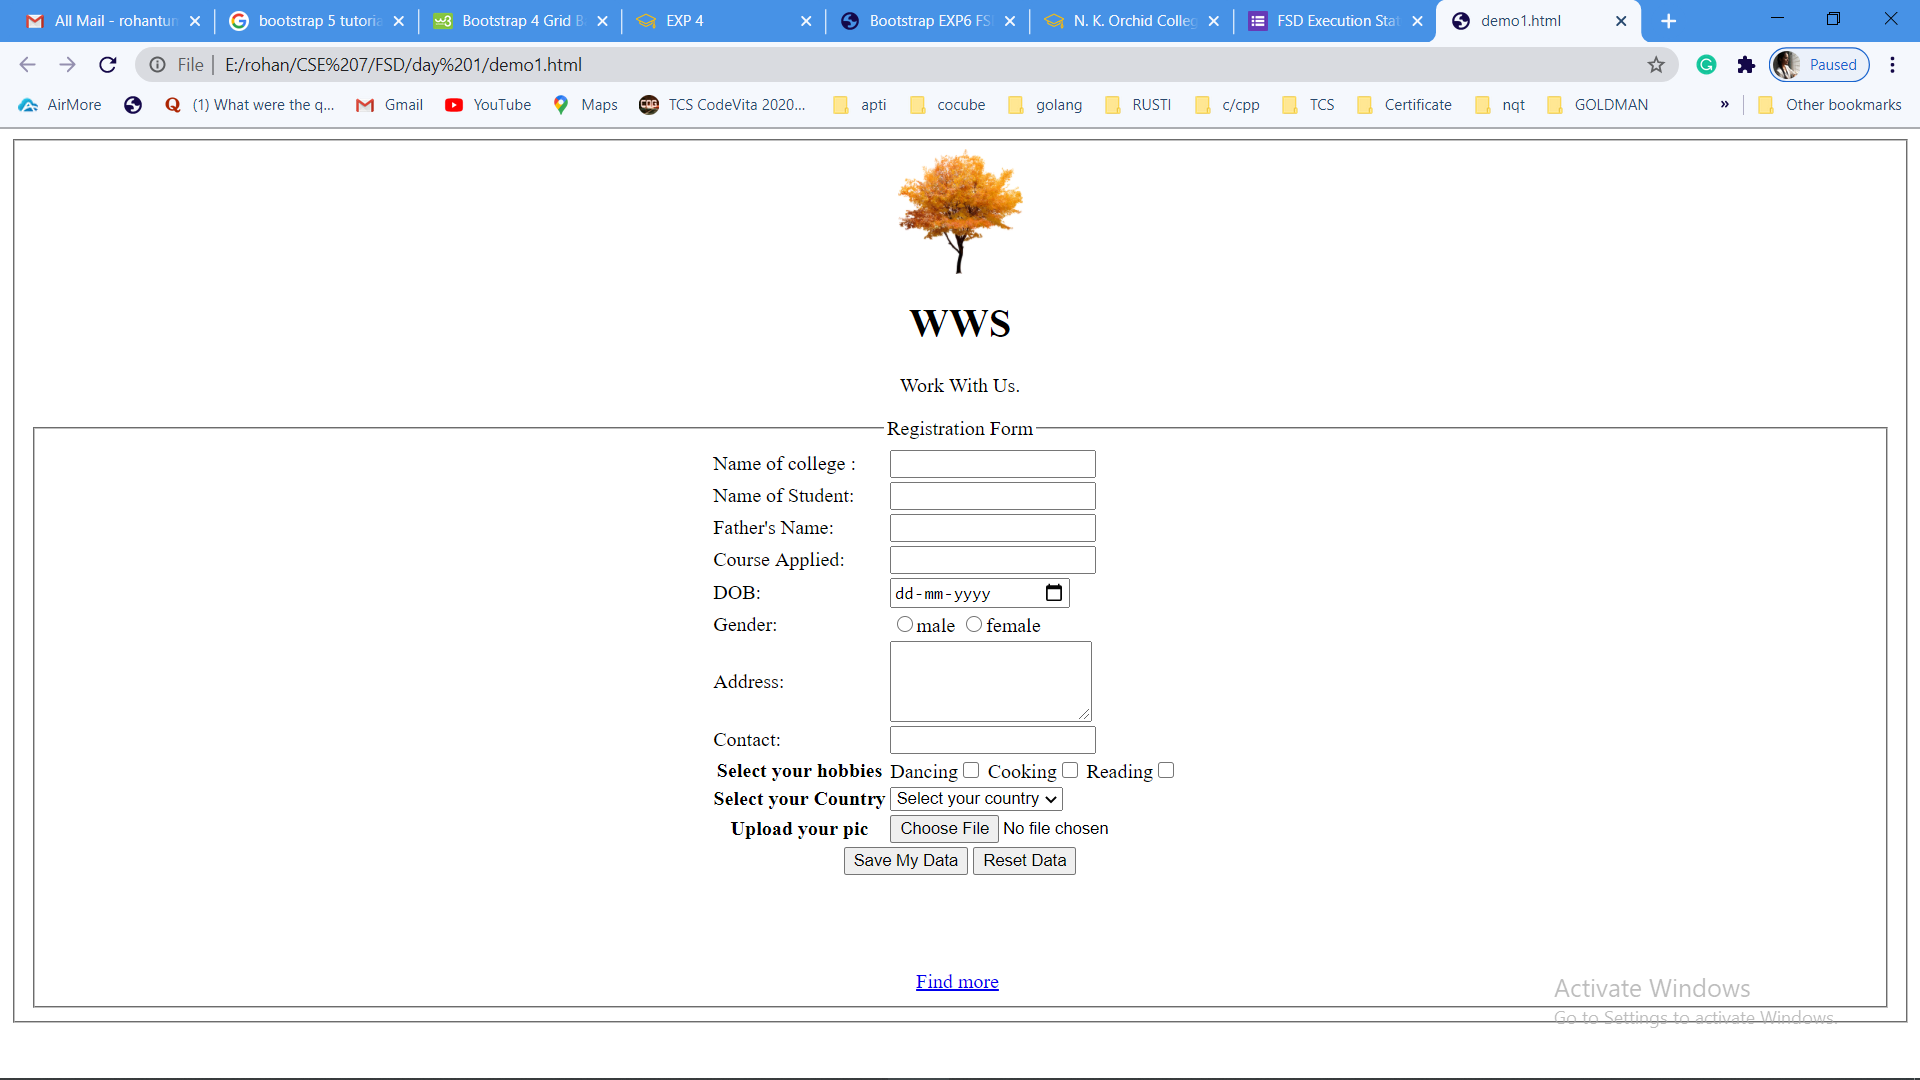 All Mail - rohantun
bootstrap 5 tutoria
Bootstrap 4 Grid B
EXP 4
Bootstrap EXP6 FS
N. K. Orchid Colleg
FSD Execution Stat
demo1.html
File | E:/rohan/CSE%207/FSD/day%201/demo1.html
Paused
AirMore
(1) What were the q...
Gmail
YouTube
Maps
TCS CodeVita 2020...
apti
cocube
golang
RUSTI
c/cpp
TCS
Certificate
nqt
GOLDMAN
»
Other bookmarks
WWS
Work With Us.
Registration Form
Name of college :
Name of Student:
Father's Name:
Course Applied:
DOB: dd-mm-yyyy
Gender: male female
Address:
Contact:
Select your hobbies Dancing Cooking Reading
Select your Country Select your country
Upload your pic Choose File No file chosen
Save My Data Reset Data
Find more
Activate Windows
Go to Settings to activate Windows.